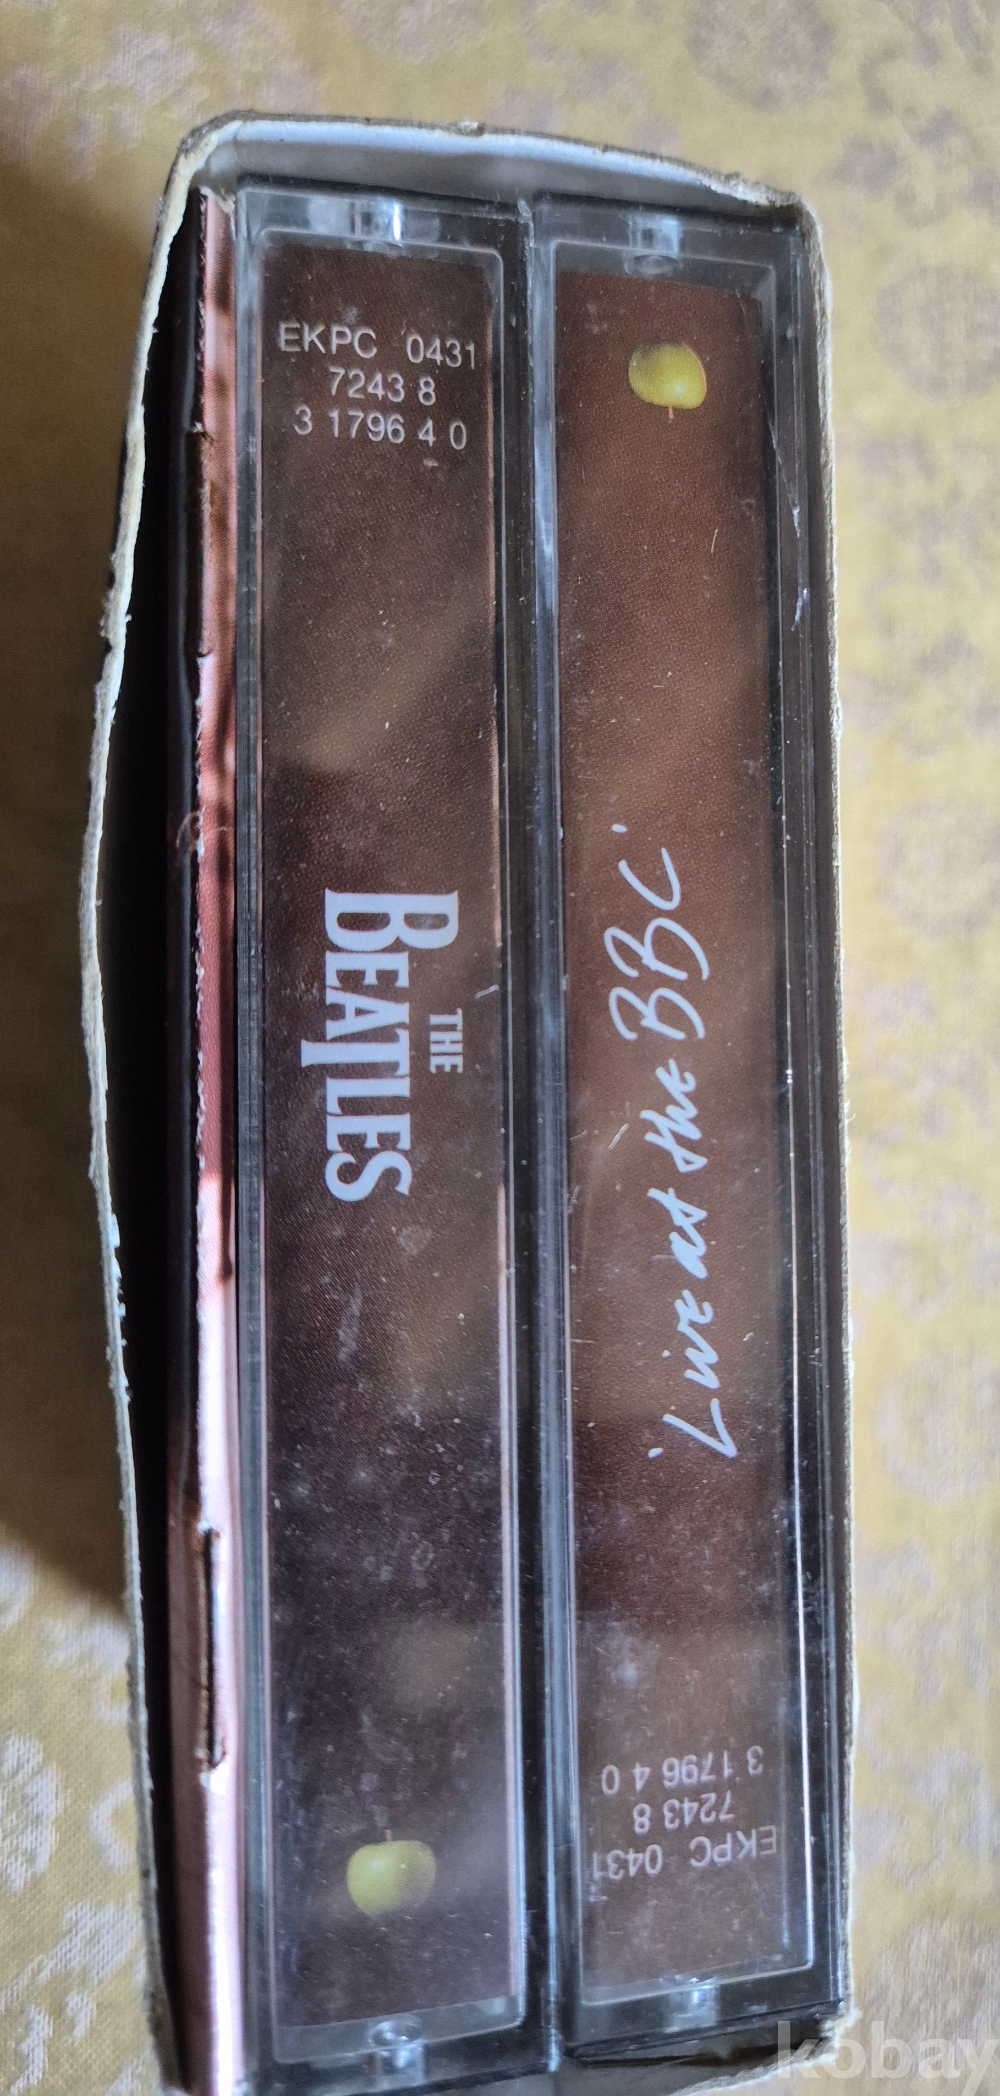 EKPC 0431
7243 8
3 1796 4 0
THE
BEATLES
'Live at the BBC'
EKPC 0431
7243 8
3 1796 4 0
kobay